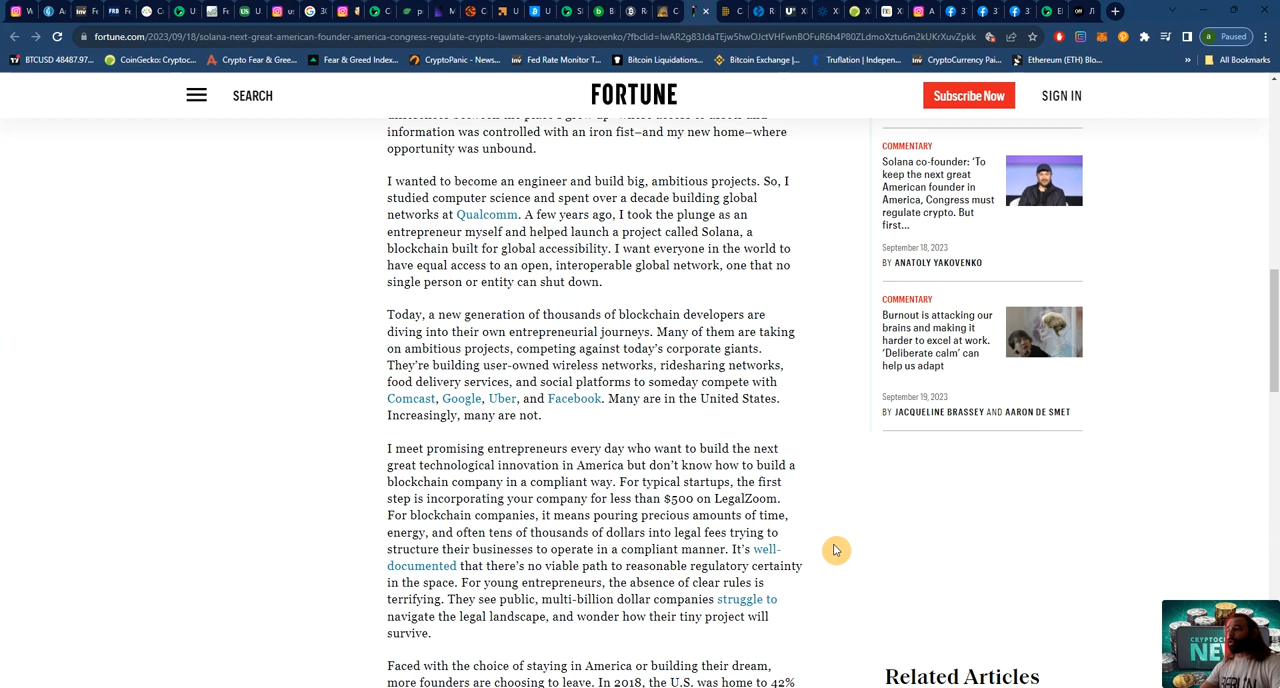 fortune.com/2023/09/18/solana-next-great-american-founder-america-congress-regulate-crypto-lawmakers-anatoly-yakovenko/?fbclid=IwAR2g83JdaTEjw5hwOJctVHFwnBOFuR6h4P80ZLdmoXztu6m2kUKrXuvZpkk
Paused
BTCUSD 48487.97...
CoinGecko: Cryptoc...
Crypto Fear & Gree...
Fear & Greed Index...
CryptoPanic - News...
Fed Rate Monitor T...
Bitcoin Liquidations...
Bitcoin Exchange |...
Truflation | Indepen...
CryptoCurrency Pai...
Ethereum (ETH) Blo...
»
All Bookmarks
SEARCH
FORTUNE
Subscribe Now
SIGN IN
information was controlled with an iron fist–and my new home–where
opportunity was unbound.
I wanted to become an engineer and build big, ambitious projects. So, I
studied computer science and spent over a decade building global
networks at Qualcomm. A few years ago, I took the plunge as an
entrepreneur myself and helped launch a project called Solana, a
blockchain built for global accessibility. I want everyone in the world to
have equal access to an open, interoperable global network, one that no
single person or entity can shut down.
Today, a new generation of thousands of blockchain developers are
diving into their own entrepreneurial journeys. Many of them are taking
on ambitious projects, competing against today's corporate giants.
They're building user-owned wireless networks, ridesharing networks,
food delivery services, and social platforms to someday compete with
Comcast, Google, Uber, and Facebook. Many are in the United States.
Increasingly, many are not.
I meet promising entrepreneurs every day who want to build the next
great technological innovation in America but don't know how to build a
blockchain company in a compliant way. For typical startups, the first
step is incorporating your company for less than $500 on LegalZoom.
For blockchain companies, it means pouring precious amounts of time,
energy, and often tens of thousands of dollars into legal fees trying to
structure their businesses to operate in a compliant manner. It's well-
documented that there's no viable path to reasonable regulatory certainty
in the space. For young entrepreneurs, the absence of clear rules is
terrifying. They see public, multi-billion dollar companies struggle to
navigate the legal landscape, and wonder how their tiny project will
survive.
Faced with the choice of staying in America or building their dream,
more founders are choosing to leave. In 2018, the U.S. was home to 42%
COMMENTARY
Solana co-founder: 'To
keep the next great
American founder in
America, Congress must
regulate crypto. But
first...
September 18, 2023
BY ANATOLY YAKOVENKO
COMMENTARY
Burnout is attacking our
brains and making it
harder to excel at work.
'Deliberate calm' can
help us adapt
September 19, 2023
BY JACQUELINE BRASSEY AND AARON DE SMET
Related Articles